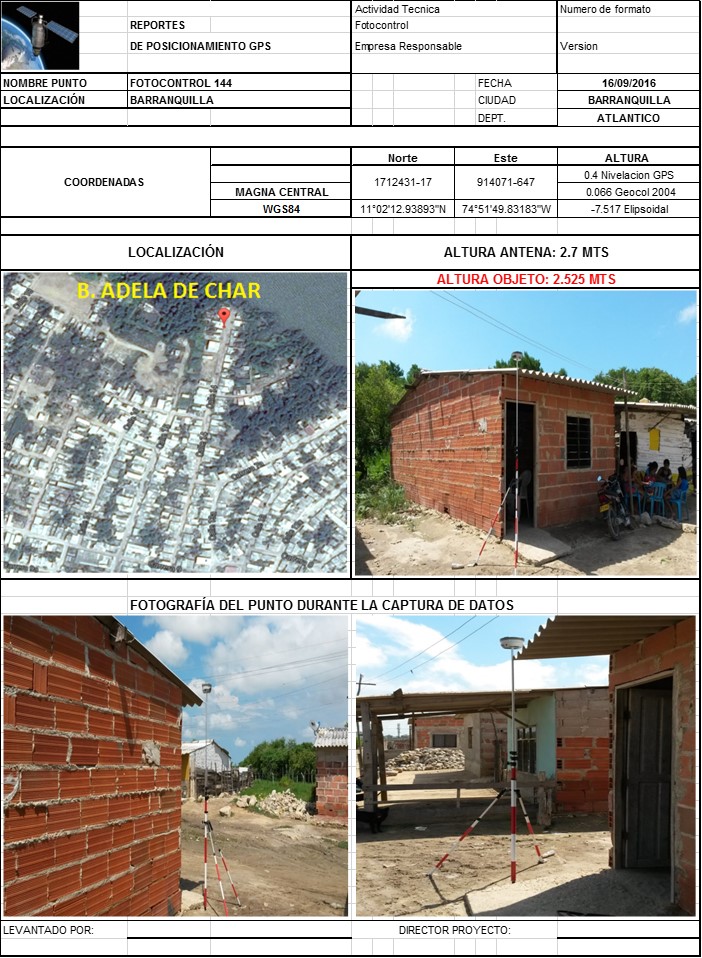 Actividad Tecnica
Numero de formato
REPORTES
Fotocontrol
DE POSICIONAMIENTO GPS
Empresa Responsable
Version
NOMBRE PUNTO
FOTOCONTROL 144
FECHA
16/09/2016
LOCALIZACIÓN
BARRANQUILLA
CIUDAD
BARRANQUILLA
DEPT.
ATLANTICO
COORDENADAS
Norte
Este
ALTURA
1712431-17
914071-647
0.4 Nivelacion GPS
MAGNA CENTRAL
0.066 Geocol 2004
WGS84
11°02'12.93893"N
74°51'49.83183"W
-7.517 Elipsoidal
LOCALIZACIÓN
ALTURA ANTENA: 2.7 MTS
ALTURA OBJETO: 2.525 MTS
B. ADELA DE CHAR
FOTOGRAFÍA DEL PUNTO DURANTE LA CAPTURA DE DATOS
LEVANTADO POR:
DIRECTOR PROYECTO: